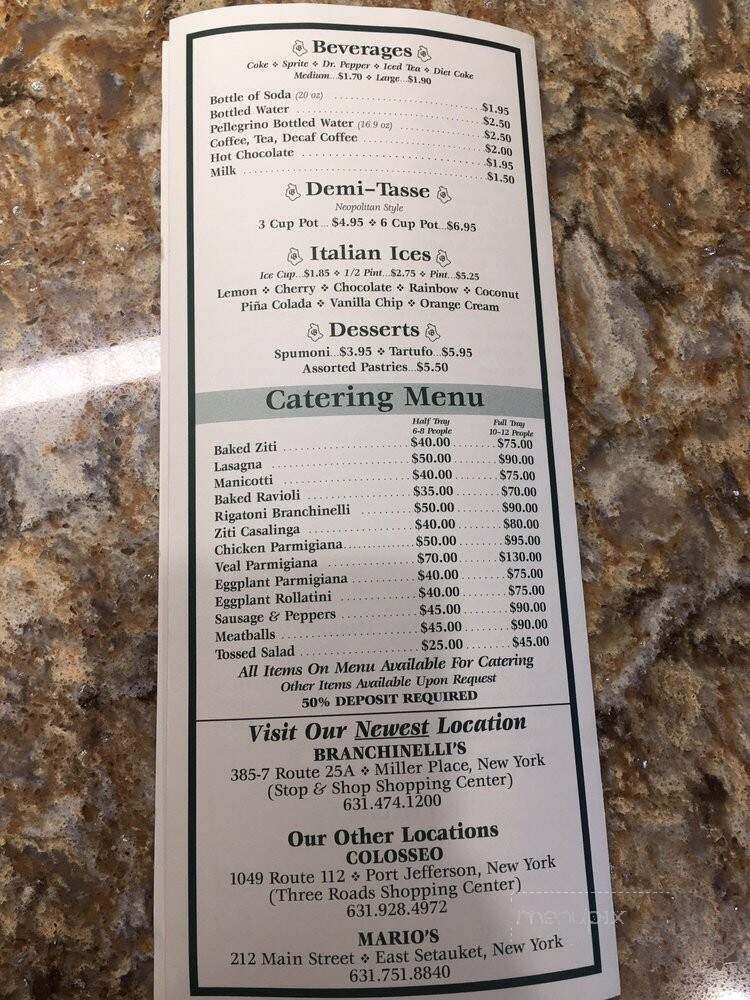 Beverages
Coke ❖ Sprite ❖ Dr. Pepper ❖ Iced Tea ❖ Diet Coke
Medium...$1.70 ❖ Large...$1.90
Bottle of Soda (20 oz) $1.95
Bottled Water $2.50
Pellegrino Bottled Water (16.9 oz) $2.50
Coffee, Tea, Decaf Coffee $2.00
Hot Chocolate $1.95
Milk $1.50
Demi-Tasse
Neopolitan Style
3 Cup Pot... $4.95 ❖ 6 Cup Pot...$6.95
Italian Ices
Ice Cup...$1.85 ❖ 1/2 Pint...$2.75 ❖ Pint...$5.25
Lemon ❖ Cherry ❖ Chocolate ❖ Rainbow ❖ Coconut
Piña Colada ❖ Vanilla Chip ❖ Orange Cream
Desserts
Spumoni...$3.95 ❖ Tartufo...$5.95
Assorted Pastries...$5.50
Catering Menu
Half Tray Full Tray
6-8 People 10-12 People
Baked Ziti $40.00 $75.00
Lasagna $50.00 $90.00
Manicotti $40.00 $75.00
Baked Ravioli $35.00 $70.00
Rigatoni Branchinelli $50.00 $90.00
Ziti Casalinga $40.00 $80.00
Chicken Parmigiana $50.00 $95.00
Veal Parmigiana $70.00 $130.00
Eggplant Parmigiana $40.00 $75.00
Eggplant Rollatini $40.00 $75.00
Sausage & Peppers $45.00 $90.00
Meatballs $45.00 $90.00
Tossed Salad $25.00 $45.00
All Items On Menu Available For Catering
Other Items Available Upon Request
50% DEPOSIT REQUIRED
Visit Our Newest Location
BRANCHINELLI'S
385-7 Route 25A ❖ Miller Place, New York
(Stop & Shop Shopping Center)
631.474.1200
Our Other Locations
COLOSSEO
1049 Route 112 ❖ Port Jefferson, New York
(Three Roads Shopping Center)
631.928.4972
MARIO'S
212 Main Street ❖ East Setauket, New York
631.751.8840
menupix